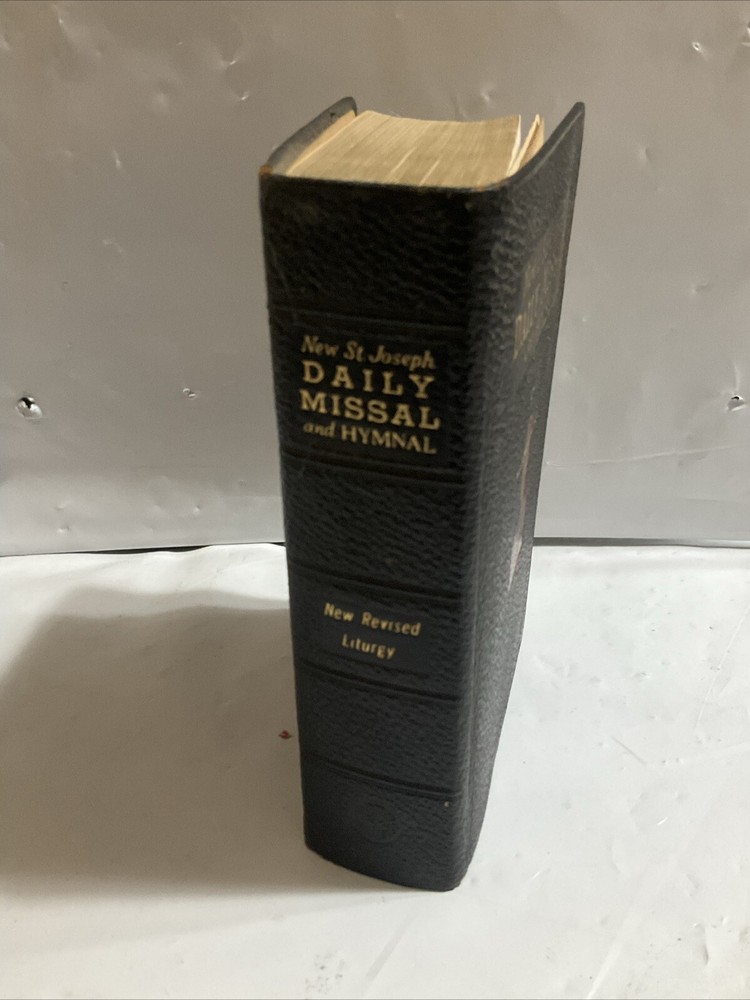 New St Joseph
DAILY
MISSAL
and HYMNAL
New Revised
Liturgy